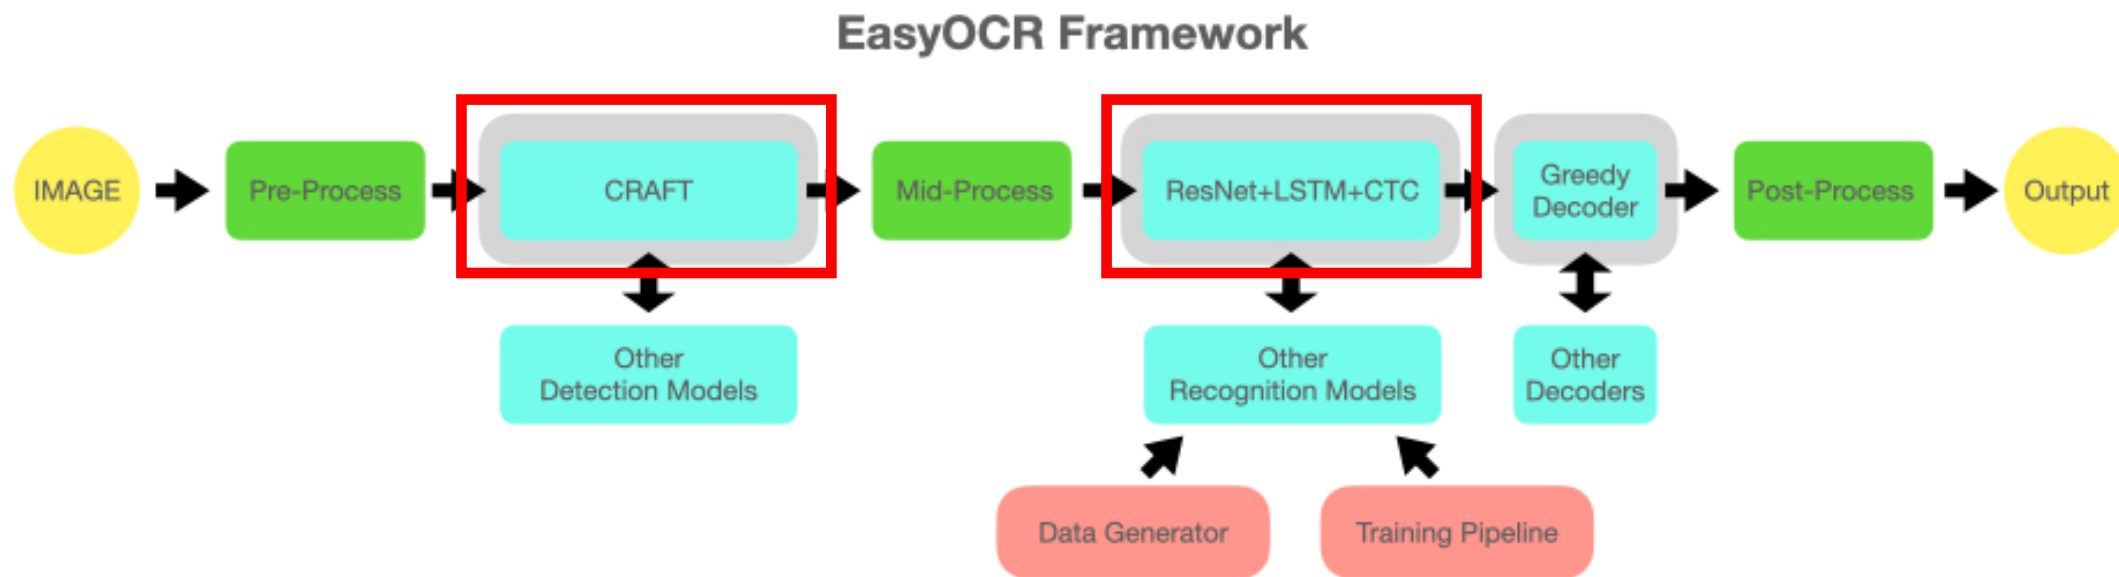 EasyOCR Framework
IMAGE
Pre-Process
CRAFT
Mid-Process
ResNet+LSTM+CTC
Greedy
Decoder
Post-Process
Output
Other
Detection Models
Other
Recognition Models
Other
Decoders
Data Generator
Training Pipeline